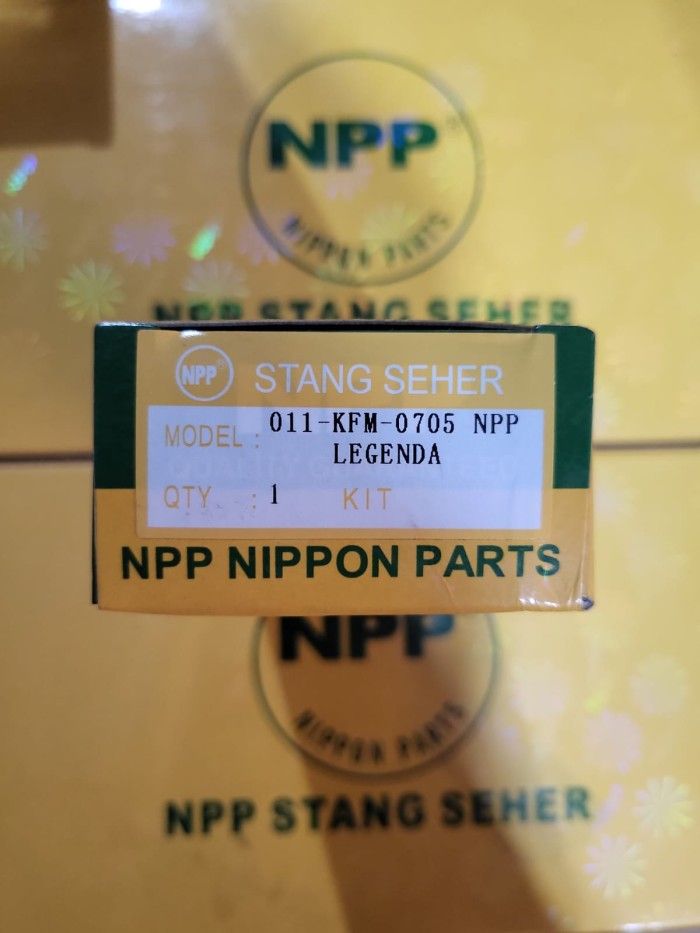 NPP®
NIPPON PARTS
NPP STANG SEHER
NPP® STANG SEHER
MODEL : 011-KFM-0705 NPP
LEGENDA
QTY : 1 KIT
NPP NIPPON PARTS
NPP
NIPPON PARTS
NPP STANG SEHER